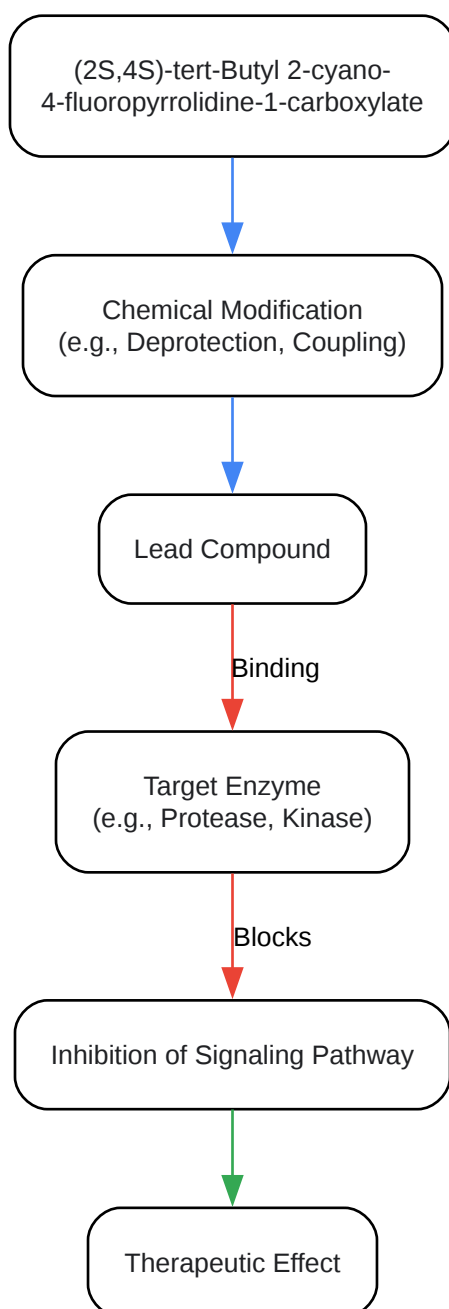 (2S,4S)-tert-Butyl 2-cyano-
4-fluoropyrrolidine-1-carboxylate
Chemical Modification
(e.g., Deprotection, Coupling)
Lead Compound
Binding
Target Enzyme
(e.g., Protease, Kinase)
Blocks
Inhibition of Signaling Pathway
Therapeutic Effect